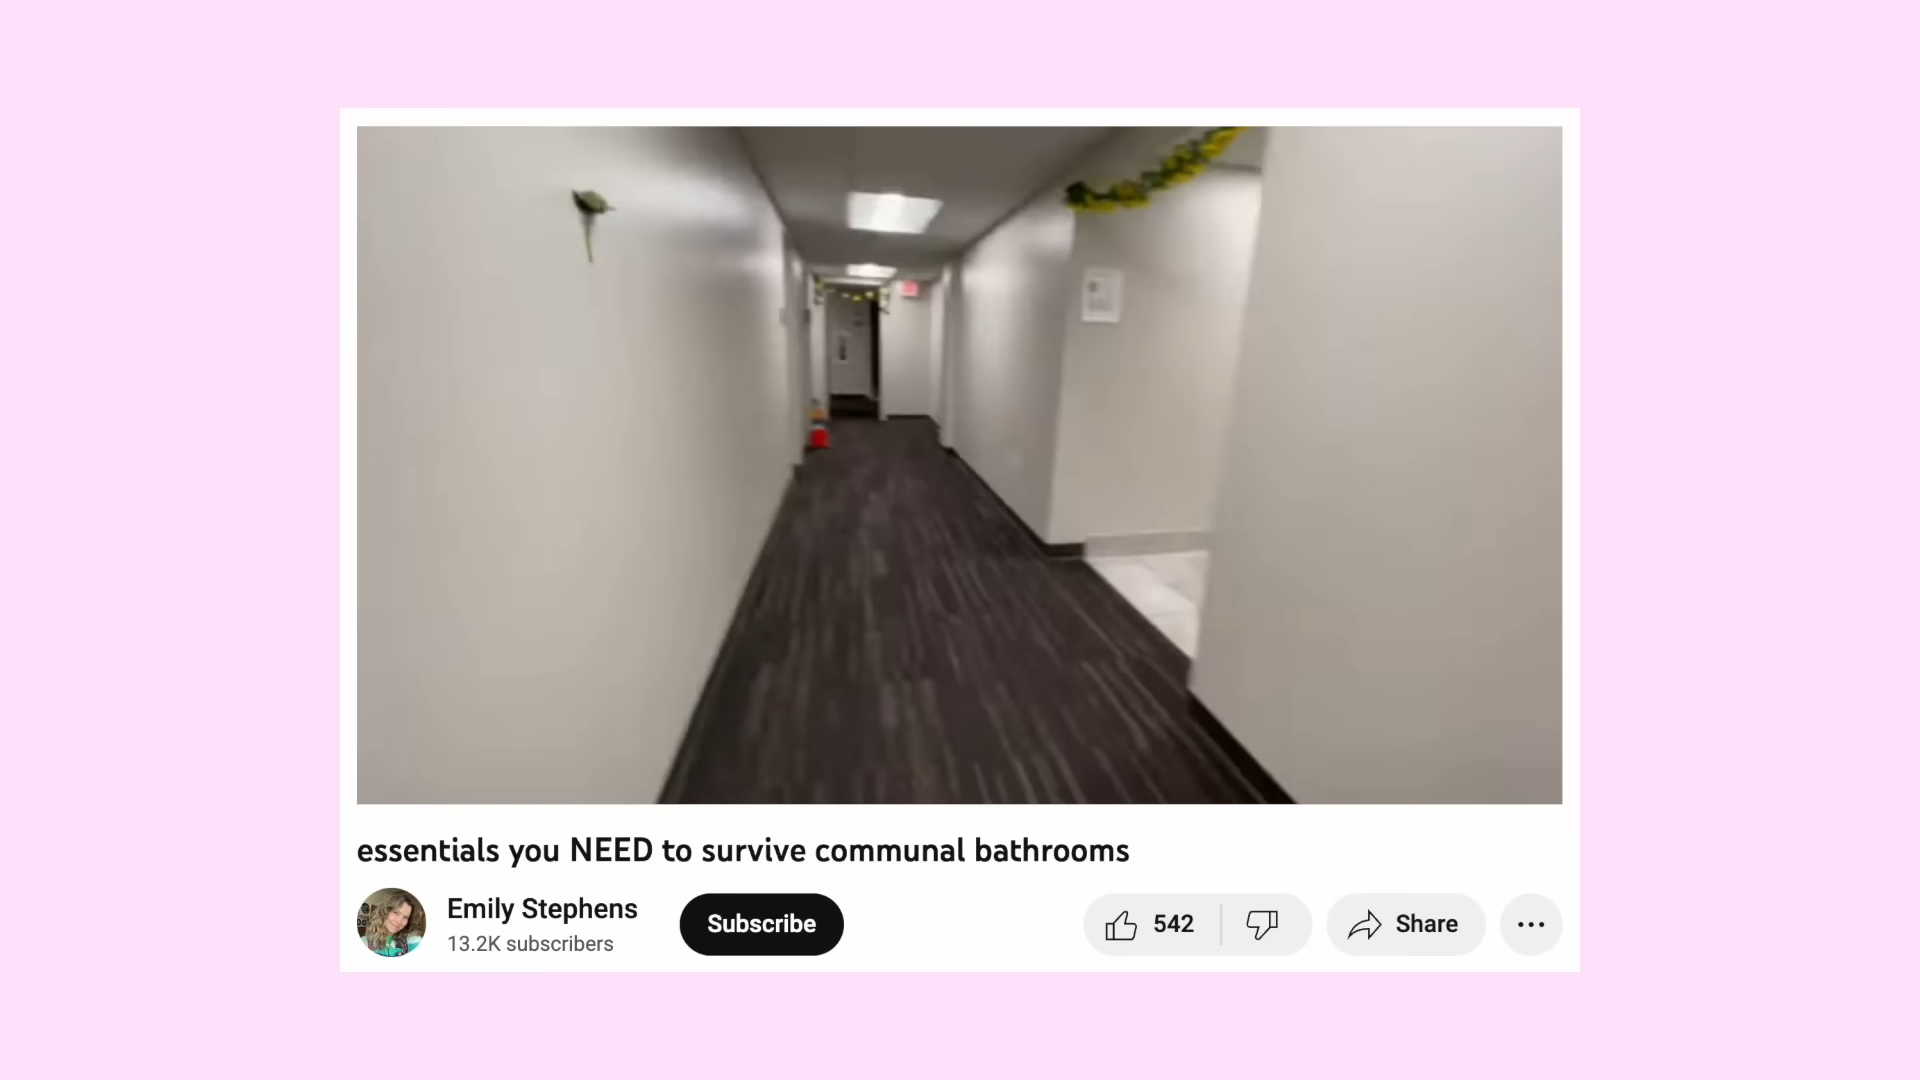 essentials you NEED to survive communal bathrooms
Emily Stephens
13.2K subscribers
Subscribe
542
Share